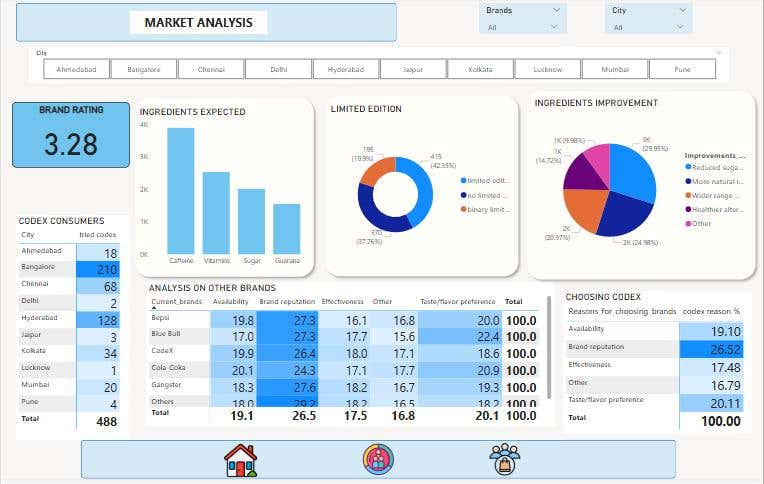 MARKET ANALYSIS
Brands
All
City
All
City
Ahmedabad Bangalore Chennai Delhi Hyderabad Jaipur Kolkata Lucknow Mumbai Pune
BRAND RATING
3.28
INGREDIENTS EXPECTED
4K
3K
2K
1K
0K
Caffeine Vitamins Sugar Guarana
LIMITED EDITION
195
(19.9%)
415
(42.35%)
370
(37.76%)
limited edit...
no limited ...
binary limit...
INGREDIENTS IMPROVEMENT
1K (9.98%)
1K
(14.72%)
2K
(20.37%)
2K (24.98%)
3K
(29.95%)
Improvements_...
Reduced suga...
More natural i...
Wider range ...
Healthier alter...
Other
CODEX CONSUMERS
City tried codex
Ahmedabad 18
Bangalore 210
Chennai 68
Delhi 2
Hyderabad 128
Jaipur 3
Kolkata 34
Lucknow 1
Mumbai 20
Pune 4
Total 488
ANALYSIS ON OTHER BRANDS
Current_brands Availability Brand reputation Effectiveness Other Taste/flavor preference Total
Bepsi 19.8 27.3 16.1 16.8 20.0 100.0
Blue Bull 17.0 27.3 17.7 15.6 22.4 100.0
CodeX 19.9 26.4 18.0 17.1 18.6 100.0
Cola-Coka 20.1 24.3 17.1 17.7 20.9 100.0
Gangster 18.3 27.6 18.2 16.7 19.3 100.0
Others 18.0 29.2 18.2 16.5 18.2 100.0
Total 19.1 26.5 17.5 16.8 20.1 100.0
CHOOSING CODEX
Reasons_for_choosing_brands codex reason %
Availability 19.10
Brand reputation 26.52
Effectiveness 17.48
Other 16.79
Taste/flavor preference 20.11
Total 100.00